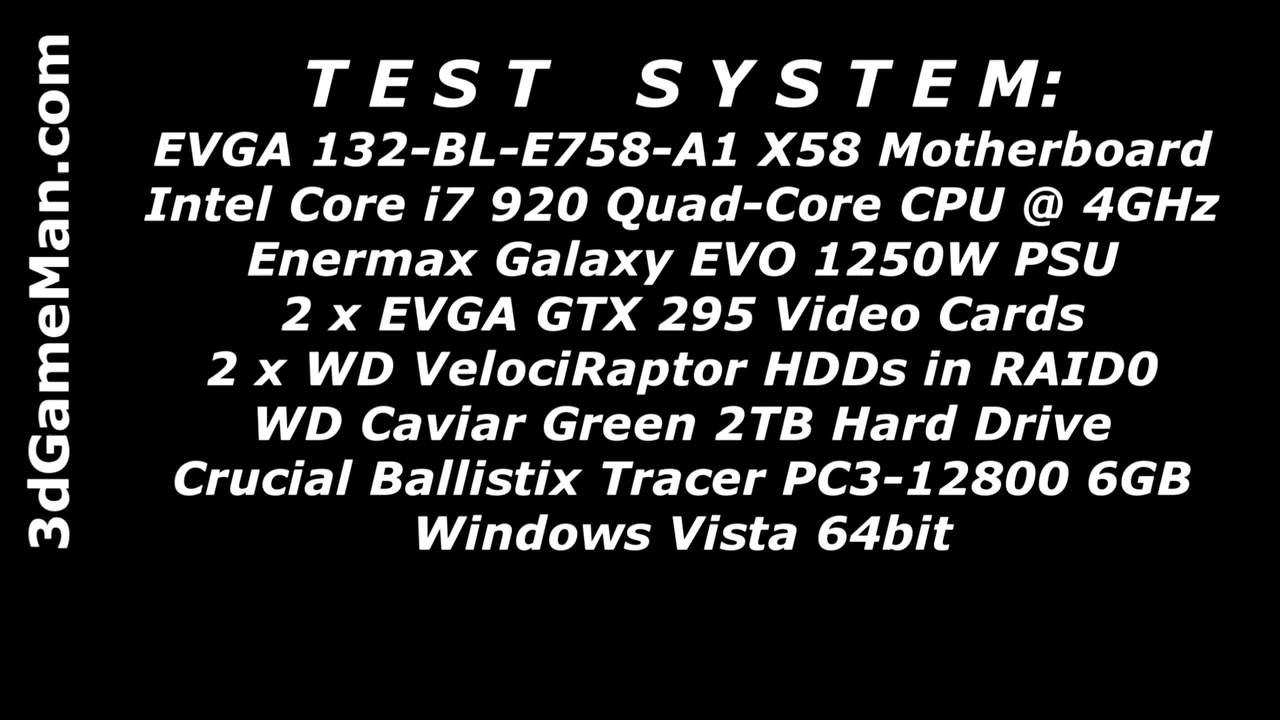 3dGameMan.com
TEST SYSTEM:
EVGA 132-BL-E758-A1 X58 Motherboard
Intel Core i7 920 Quad-Core CPU @ 4GHz
Enermax Galaxy EVO 1250W PSU
2 x EVGA GTX 295 Video Cards
2 x WD VelociRaptor HDDs in RAID0
WD Caviar Green 2TB Hard Drive
Crucial Ballistix Tracer PC3-12800 6GB
Windows Vista 64bit